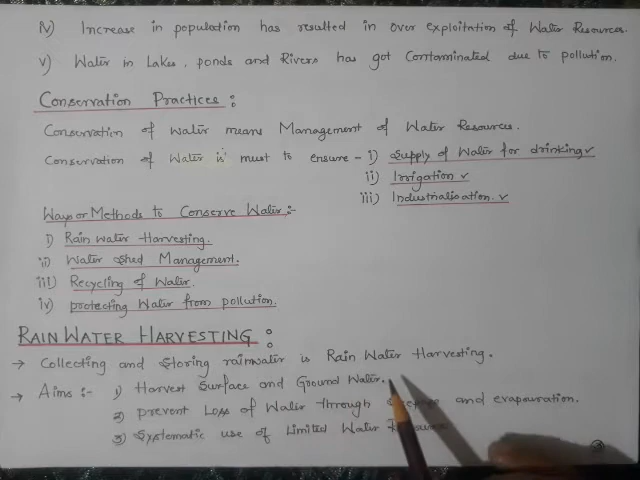 iv) Increase in population has resulted in over exploitation of Water Resources.
v) Water in Lakes, ponds and Rivers has got Contaminated due to pollution.
Conservation Practices :
Conservation of Water means Management of Water Resources.
Conservation of Water is must to ensure - i) Supply of Water for drinking ✓
ii) Irrigation ✓
iii) Industrialisation ✓
Ways or Methods to Conserve Water :-
i) Rain water Harvesting.
ii) Water shed Management.
iii) Recycling of Water.
iv) protecting Water from pollution.
RAIN WATER HARVESTING :
→ Collecting and storing rainwater is Rain Water Harvesting.
→ Aims :- 1) Harvest Surface and Ground Water.
2) prevent Loss of Water through and evapouration.
3) Systematic use of Limited Water